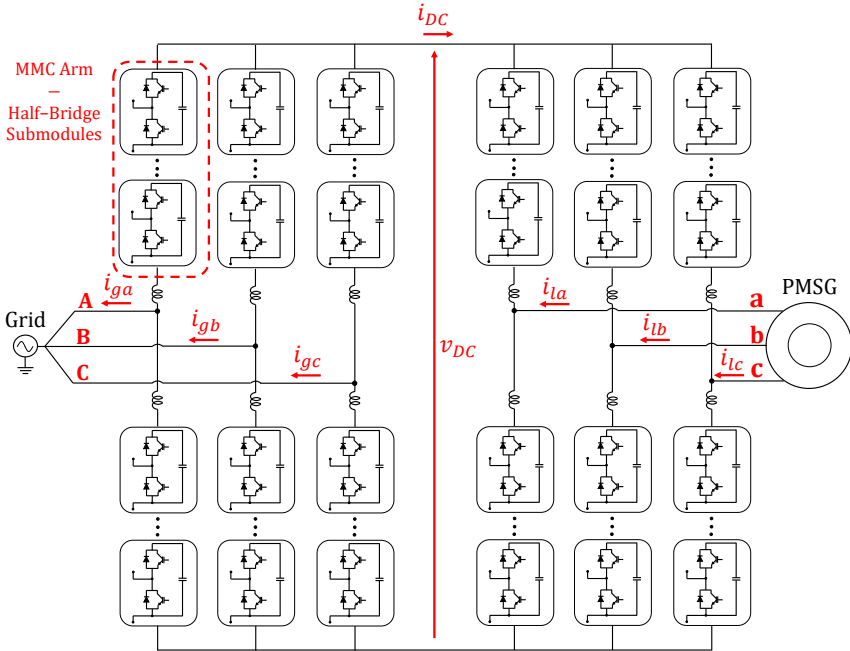 i_DC
MMC Arm
–
Half–Bridge
Submodules
i_ga
A
i_la
a
PMSG
Grid
B
i_gb
v_DC
i_lb
b
C
i_gc
i_lc
c